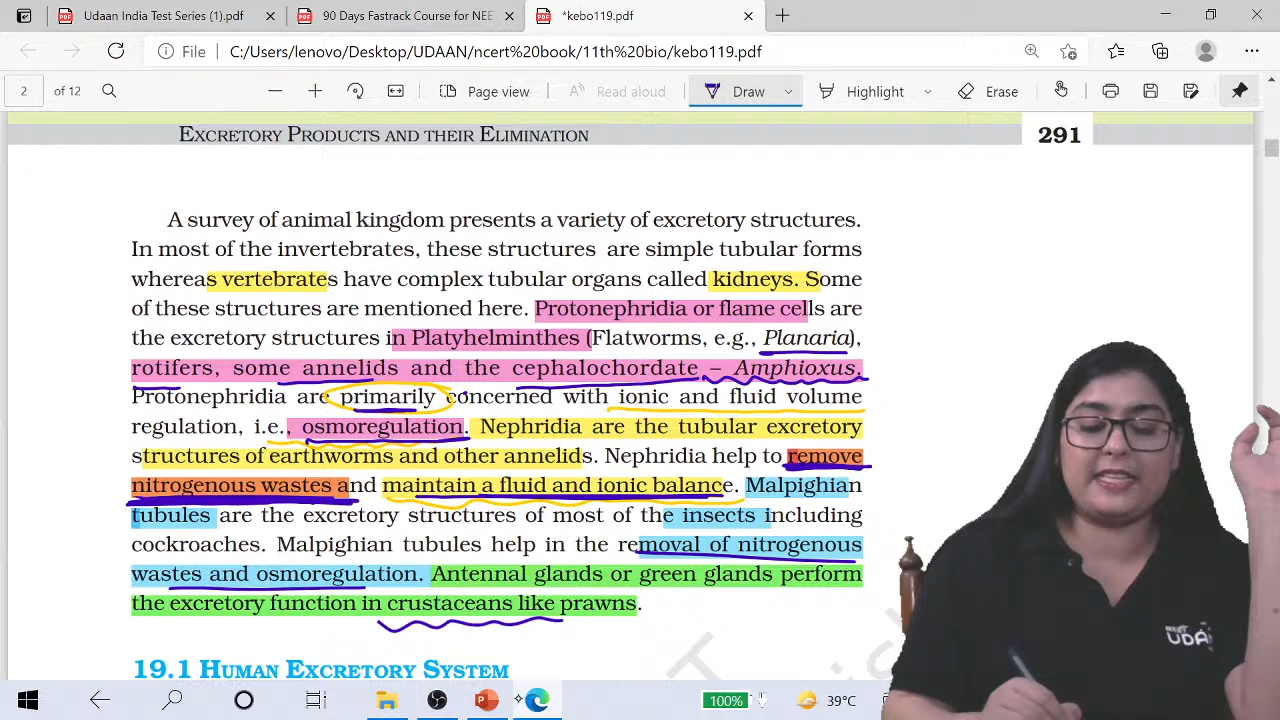 Udaan India Test Series (1).pdf
90 Days Fastrack Course for NEE
*kebo119.pdf
File C:/Users/lenovo/Desktop/UDAAN/ncert%20book/11th%20bio/kebo119.pdf
2 of 12 Page view Read aloud Draw Highlight Erase
EXCRETORY PRODUCTS AND THEIR ELIMINATION 291
A survey of animal kingdom presents a variety of excretory structures.
In most of the invertebrates, these structures are simple tubular forms
whereas vertebrates have complex tubular organs called kidneys. Some
of these structures are mentioned here. Protonephridia or flame cells are
the excretory structures in Platyhelminthes (Flatworms, e.g., Planaria),
rotifers, some annelids and the cephalochordate – Amphioxus.
Protonephridia are primarily concerned with ionic and fluid volume
regulation, i.e., osmoregulation. Nephridia are the tubular excretory
structures of earthworms and other annelids. Nephridia help to remove
nitrogenous wastes and maintain a fluid and ionic balance. Malpighian
tubules are the excretory structures of most of the insects including
cockroaches. Malpighian tubules help in the removal of nitrogenous
wastes and osmoregulation. Antennal glands or green glands perform
the excretory function in crustaceans like prawns.
19.1 HUMAN EXCRETORY SYSTEM
UDA
100%
39°C